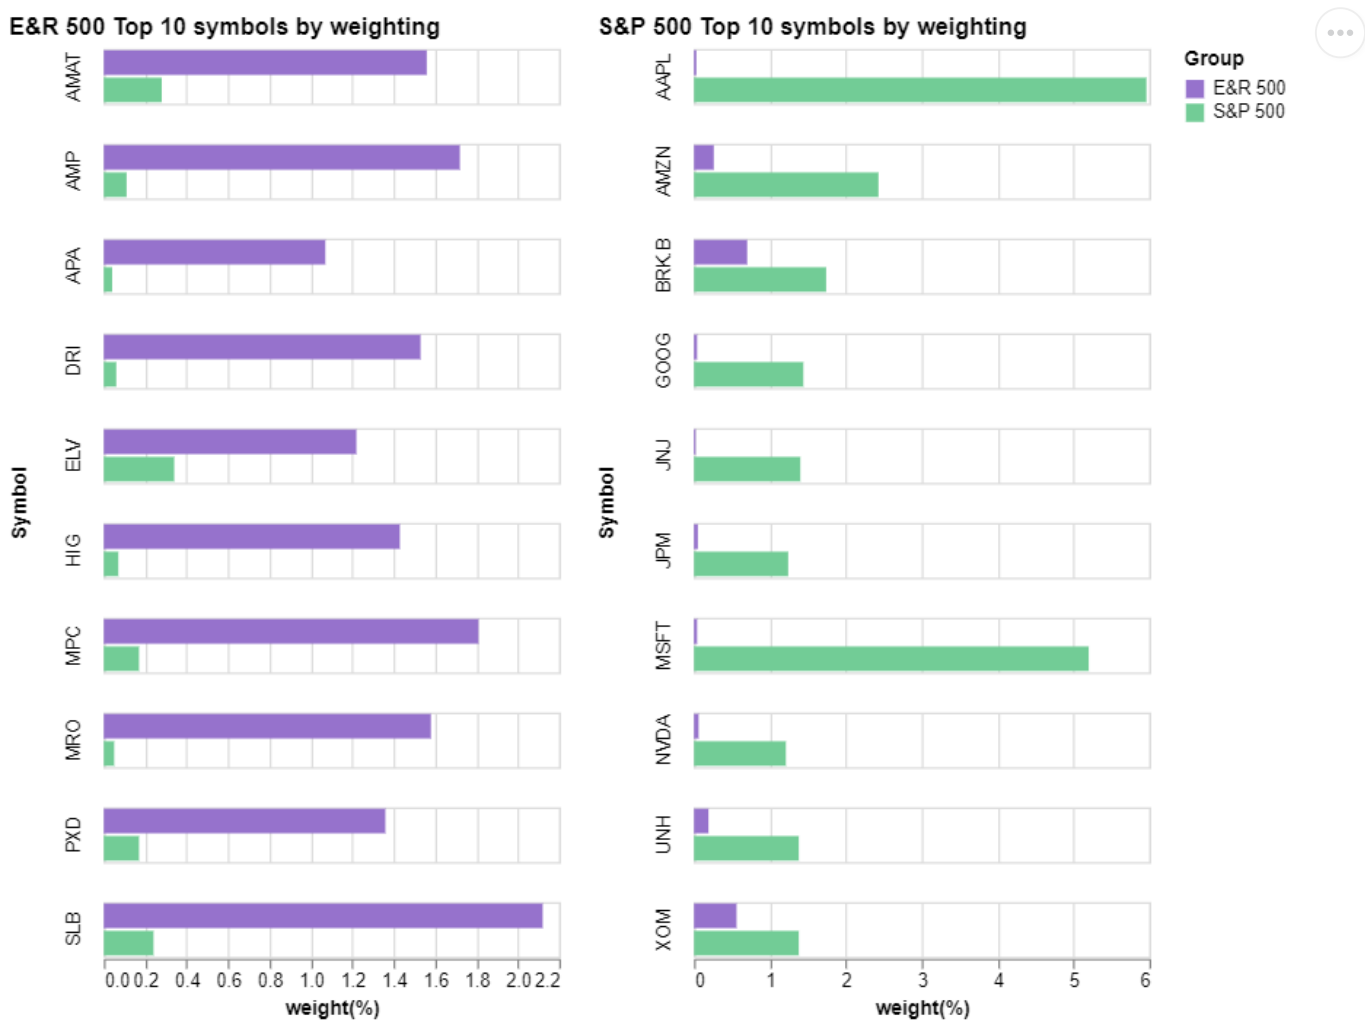 E&R 500 Top 10 symbols by weighting
Symbol
AMAT
AMP
APA
DRI
ELV
HIG
MPC
MRO
PXD
SLB
0.0 0.2 0.4 0.6 0.8 1.0 1.2 1.4 1.6 1.8 2.0 2.2
weight(%)
S&P 500 Top 10 symbols by weighting
Symbol
AAPL
AMZN
BRK.B
GOOG
JNJ
JPM
MSFT
NVDA
UNH
XOM
0 1 2 3 4 5 6
weight(%)
Group
E&R 500
S&P 500